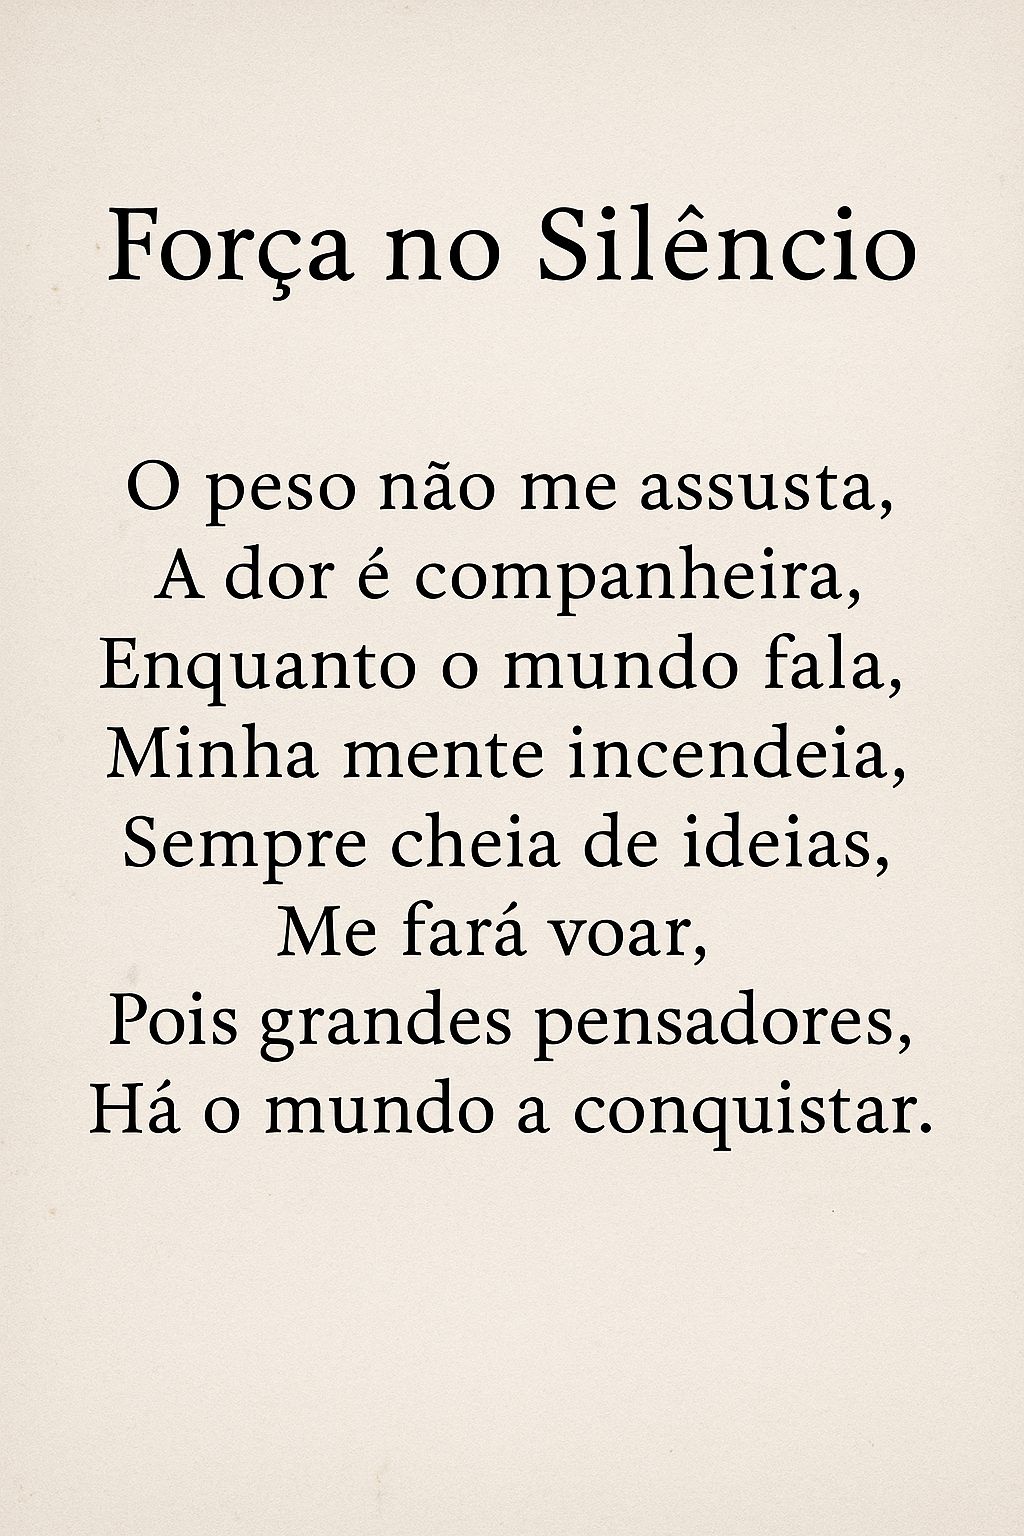 Força no Silêncio
O peso não me assusta,
A dor é companheira,
Enquanto o mundo fala,
Minha mente incendeia,
Sempre cheia de ideias,
Me fará voar,
Pois grandes pensadores,
Há o mundo a conquistar.